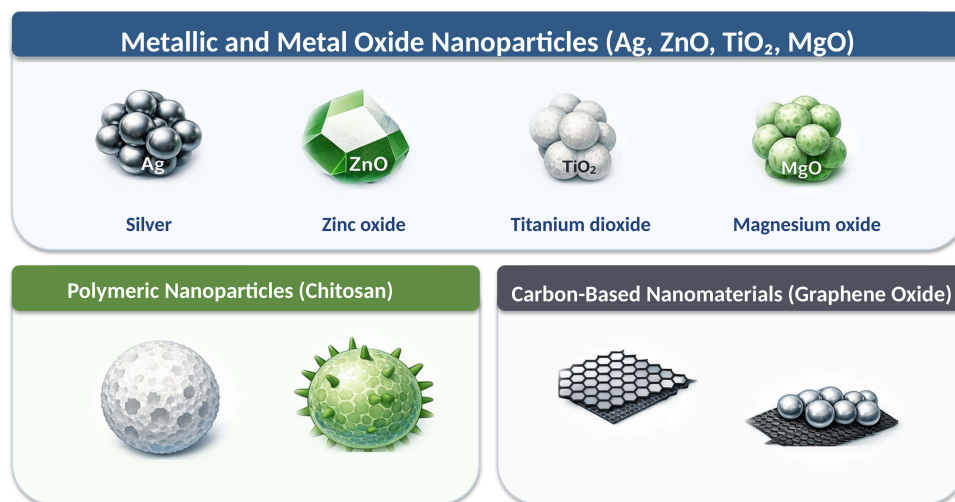 Metallic and Metal Oxide Nanoparticles (Ag, ZnO, TiO₂, MgO)
Ag
ZnO
TiO₂
MgO
Silver
Zinc oxide
Titanium dioxide
Magnesium oxide
Polymeric Nanoparticles (Chitosan)
Carbon-Based Nanomaterials (Graphene Oxide)